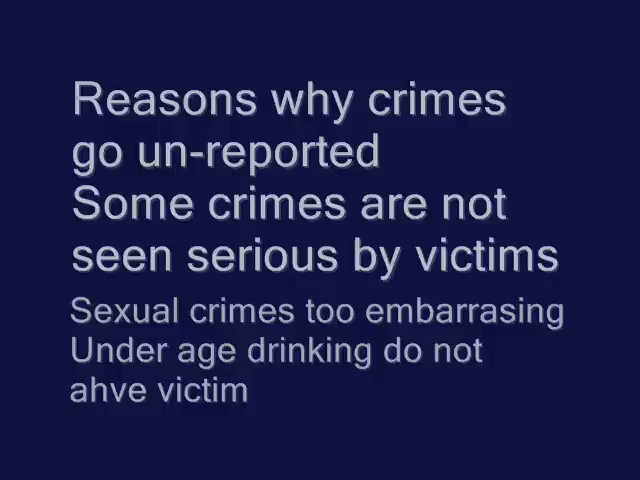 Reasons why crimes
go un-reported
Some crimes are not
seen serious by victims
Sexual crimes too embarrasing
Under age drinking do not
ahve victim